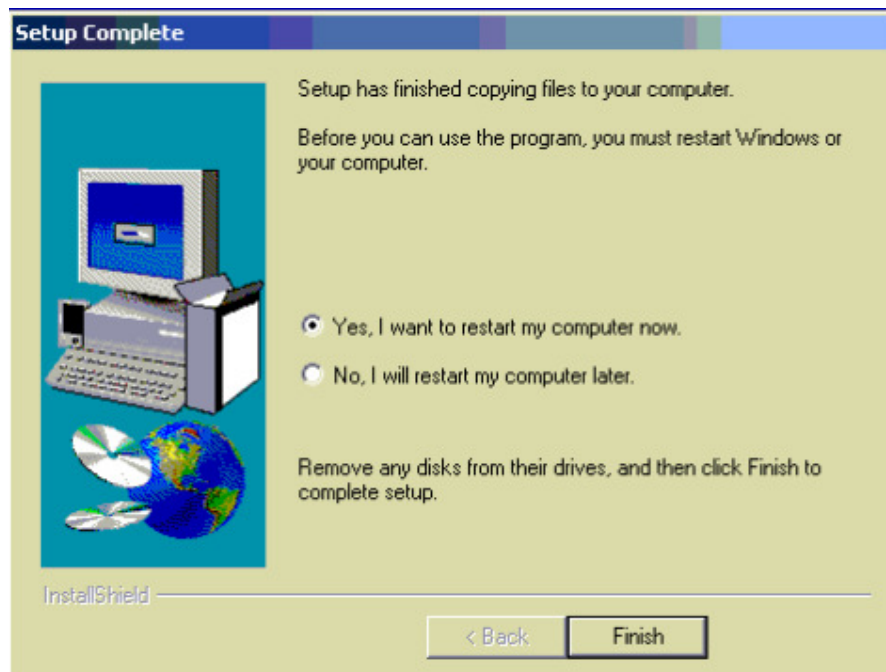 Setup Complete
Setup has finished copying files to your computer.
Before you can use the program, you must restart Windows or
your computer.
Yes, I want to restart my computer now.
No, I will restart my computer later.
Remove any disks from their drives, and then click Finish to
complete setup.
InstallShield
< Back
Finish